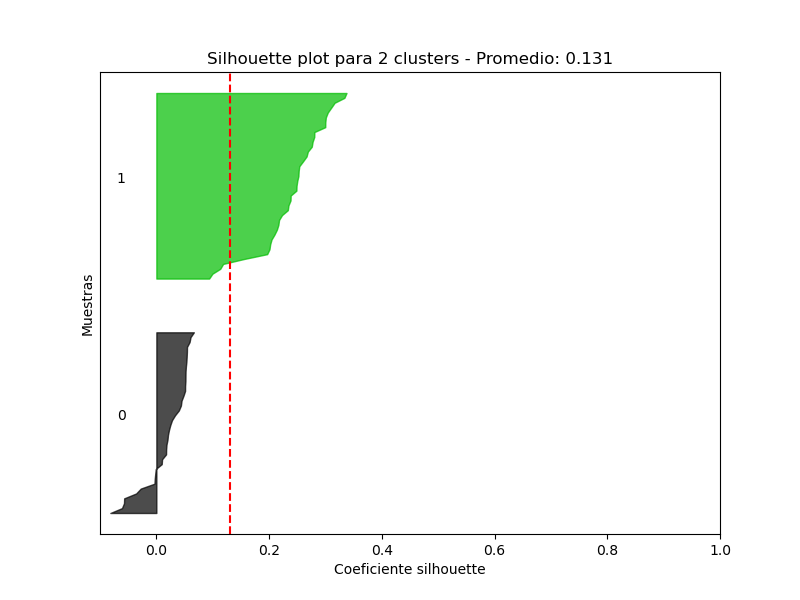 Silhouette plot para 2 clusters - Promedio: 0.131
1
0
Muestras
0.0 0.2 0.4 0.6 0.8 1.0
Coeficiente silhouette